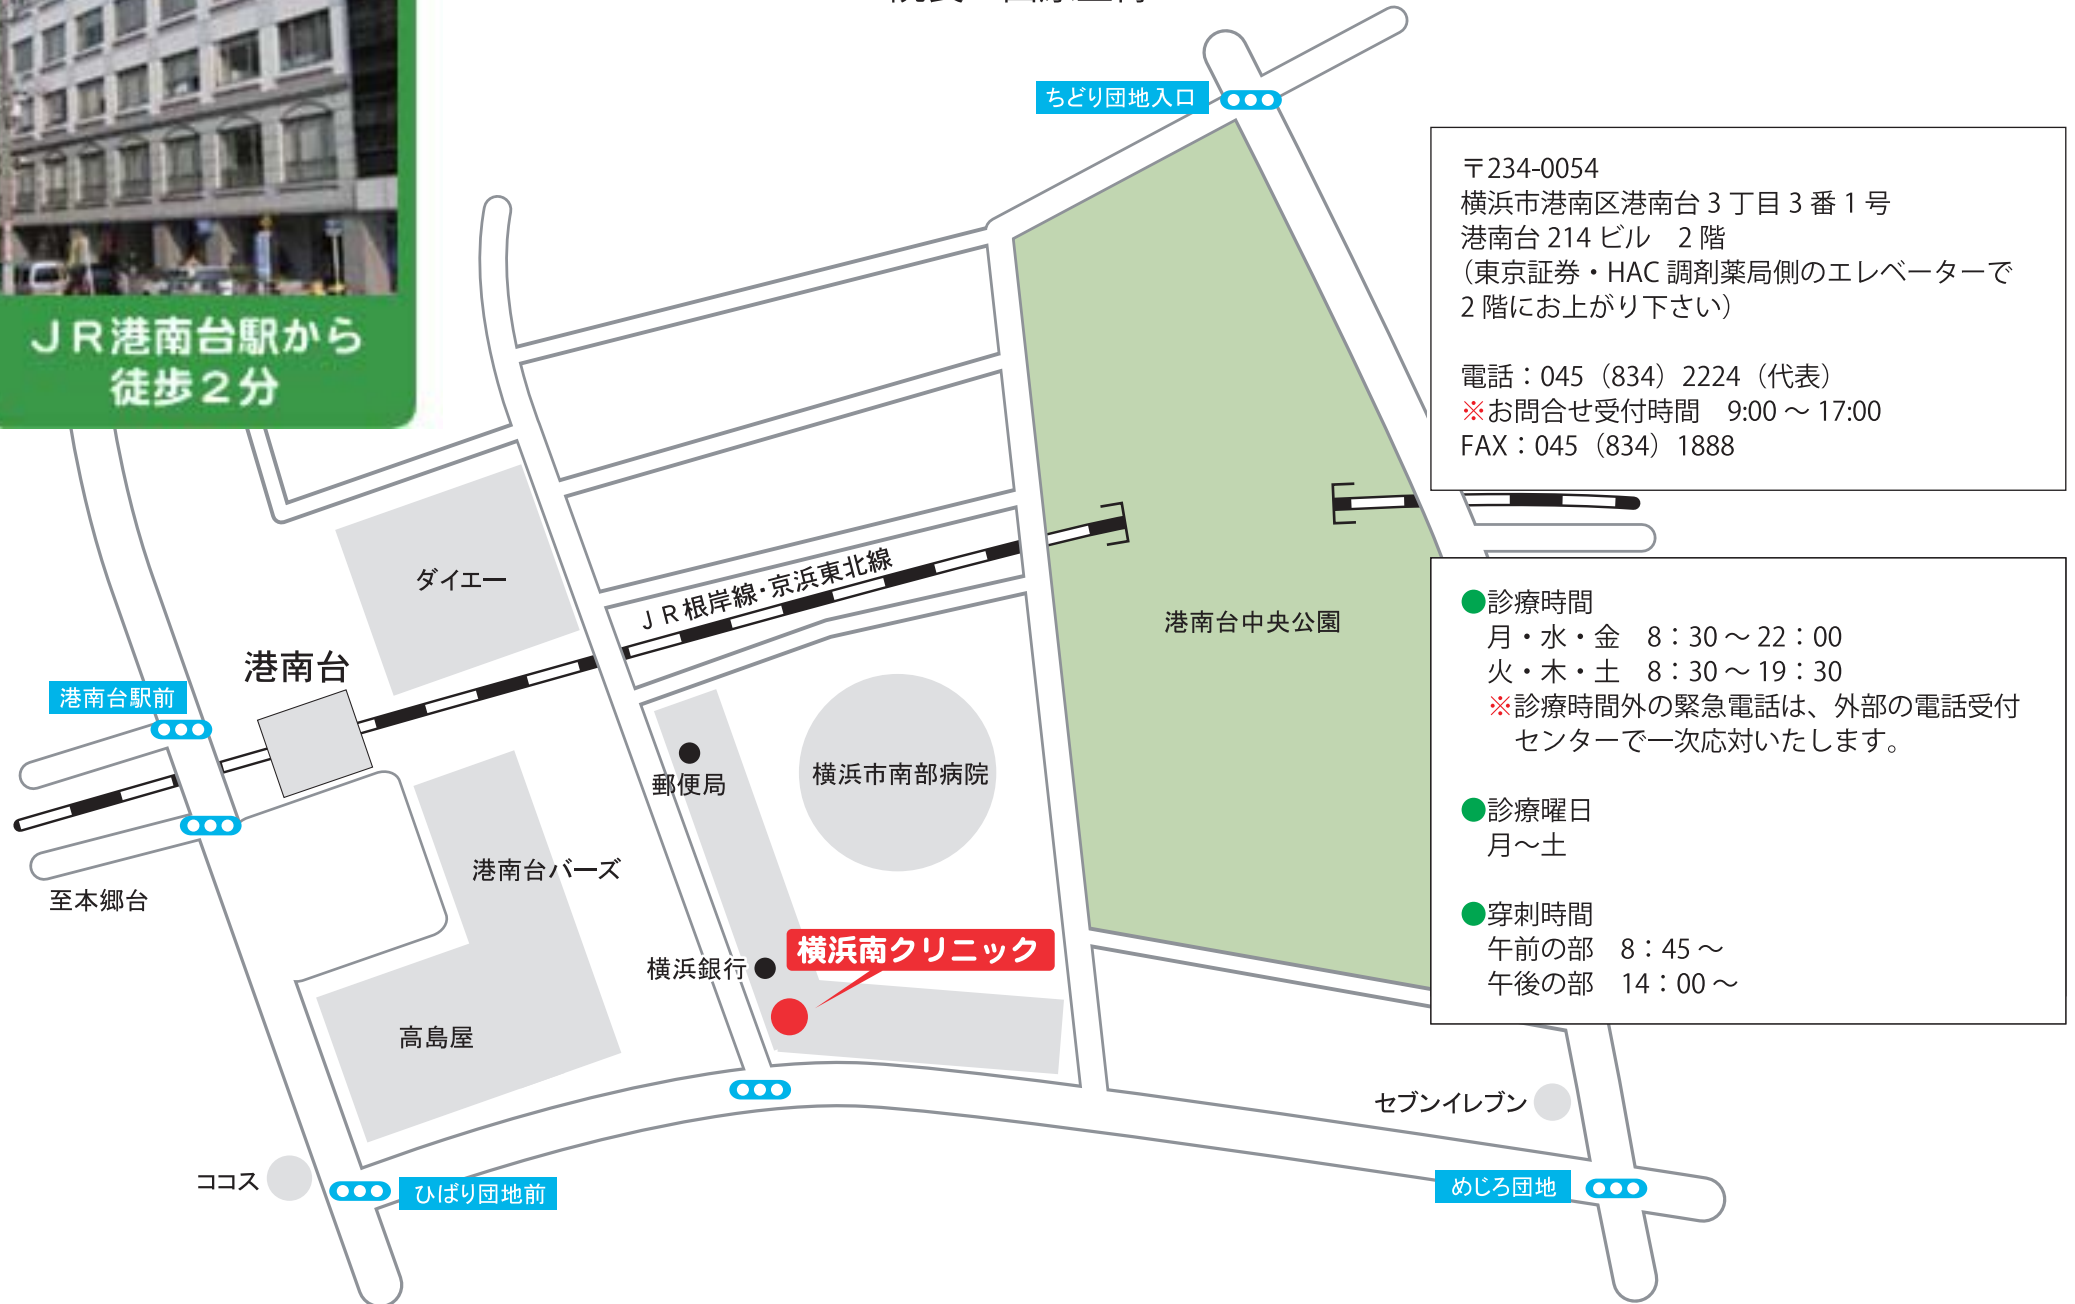 ちどり団地入口
ＪＲ港南台駅から
徒歩２分
〒234-0054
横浜市港南区港南台 3 丁目 3 番 1 号
港南台 214 ビル　2 階
（東京証券・HAC 調剤薬局側のエレベーターで
2 階にお上がり下さい）
電話：045（834）2224（代表）
※お問合せ受付時間　9:00 ～ 17:00
FAX：045（834）1888
ダイエー
ＪＲ根岸線･京浜東北線
港南台中央公園
港南台
港南台駅前
郵便局
横浜市南部病院
港南台バーズ
至本郷台
横浜銀行
横浜南クリニック
高島屋
ココス
ひばり団地前
セブンイレブン
めじろ団地
●診療時間
月・水・金　8：30 ～ 22：00
火・木・土　8：30 ～ 19：30
※診療時間外の緊急電話は、外部の電話受付
センターで一次応対いたします。
●診療曜日
月～土
●穿刺時間
午前の部　8：45 ～
午後の部　14：00 ～